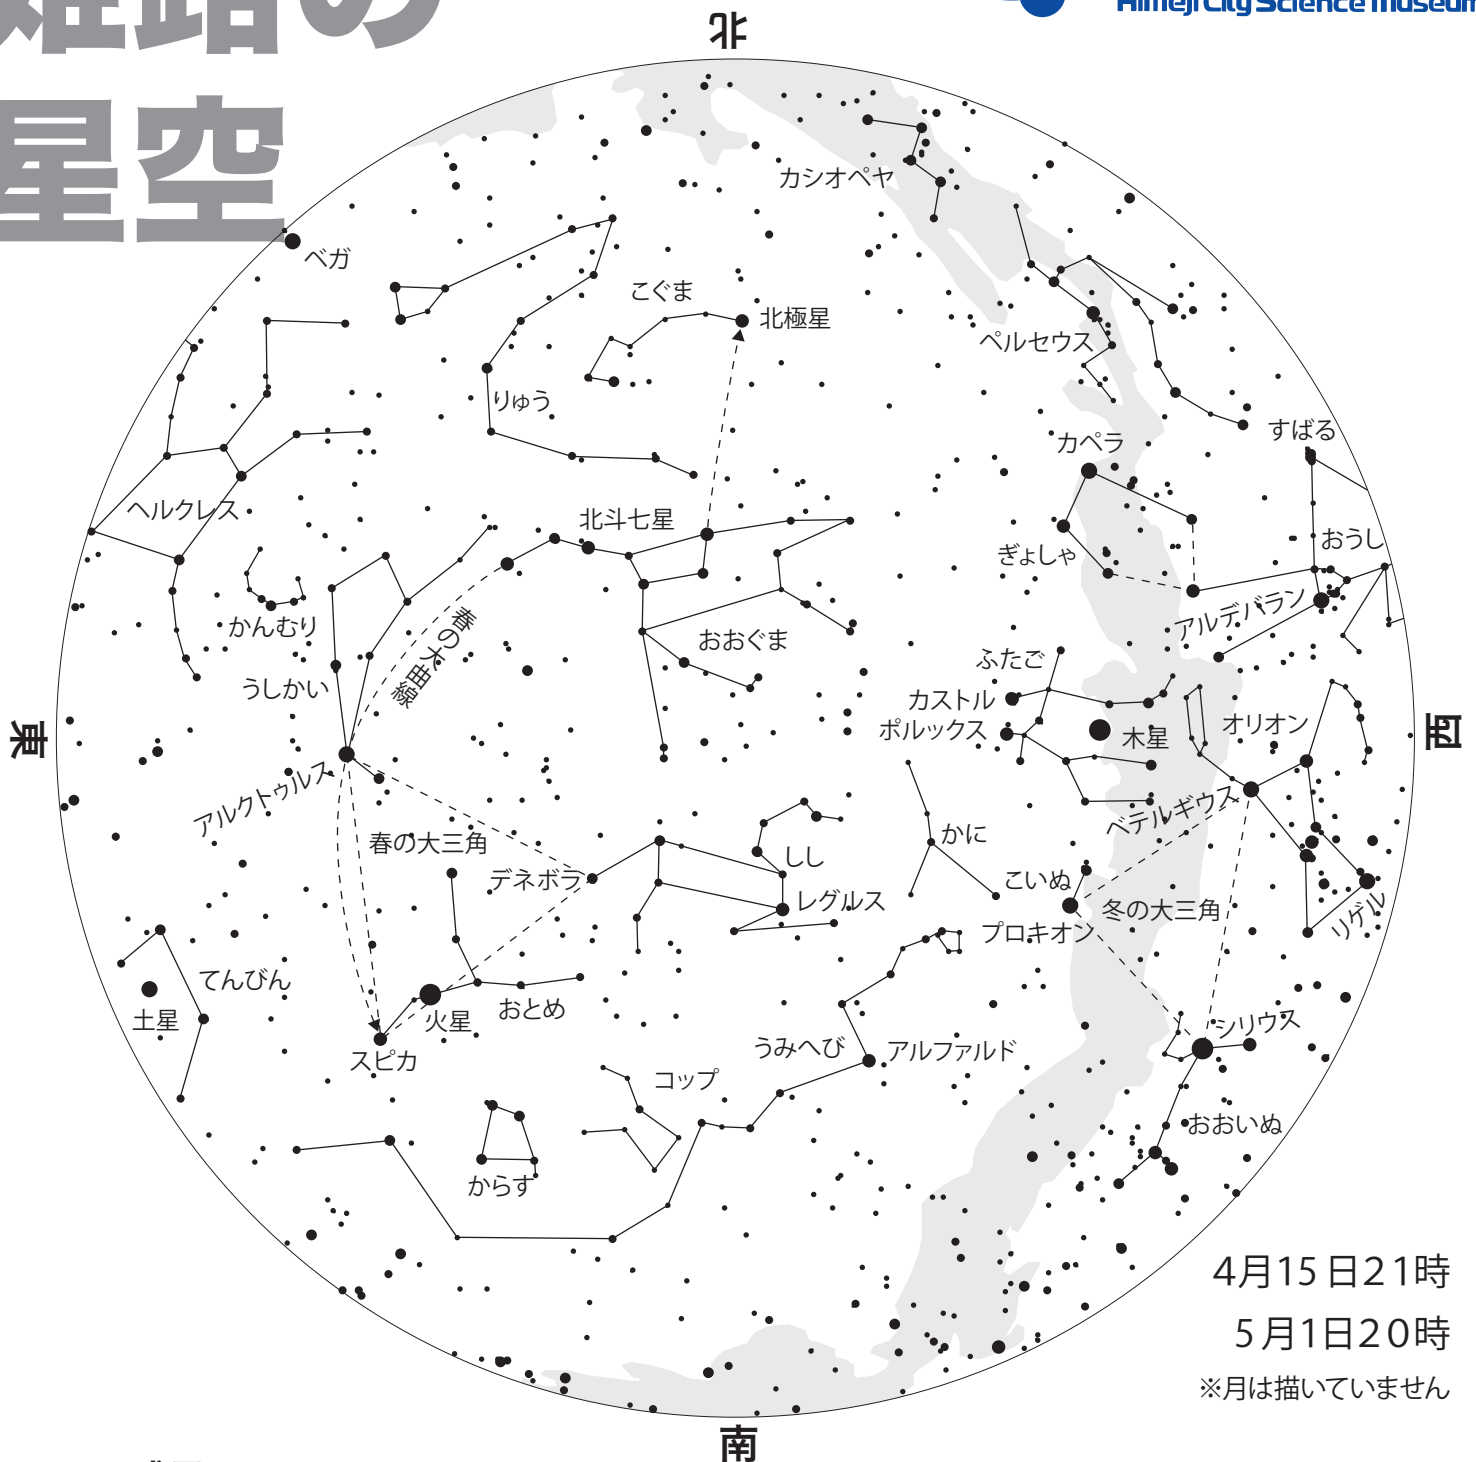 姫路の
星空
Himeji City Science Museum
北
カシオペヤ
ベガ
こぐま
北極星
ペルセウス
りゅう
カペラ
すばる
ヘルクレス
北斗七星
ぎょしゃ
おうし
かんむり
春の大曲線
おおぐま
アルデバラン
うしかい
ふたご
カストル
ポルックス
木星
オリオン
東
西
アルクトゥルス
ベテルギウス
春の大三角
しし
かに
デネボラ
レグルス
こいぬ
冬の大三角
リゲル
プロキオン
てんびん
土星
火星
おとめ
スピカ
うみへび
アルファルド
シリウス
コップ
おおいぬ
からす
4月15日21時
5月1日20時
※月は描いていません
南